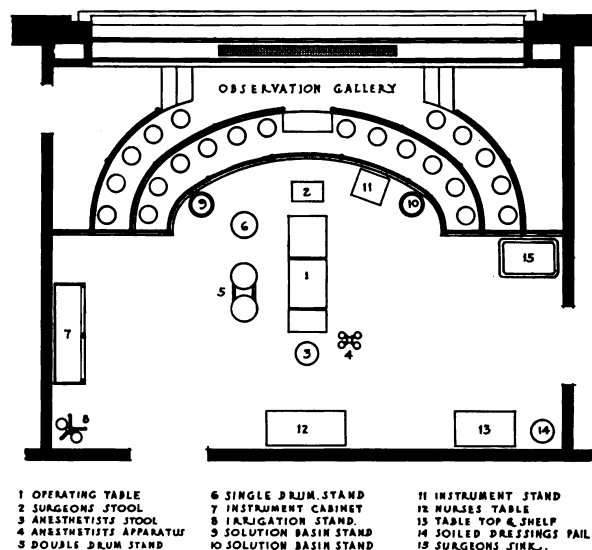 OBSERVATION GALLERY
9
2
11
10
6
15
5
1
7
3
4
8
12
13
14
1 OPERATING TABLE
2 SURGEONS STOOL
3 ANESTHETISTS STOOL
4 ANESTHETISTS APPARATUS
5 DOUBLE DRUM STAND
6 SINGLE DRUM. STAND
7 INSTRUMENT CABINET
8 IRRIGATION STAND.
9 SOLUTION BASIN STAND
10 SOLUTION BASIN STAND
11 INSTRUMENT STAND
12 NURSES TABLE
13 TABLE TOP & SHELF
14 SOILED DRESSINGS PAIL
15 SURGEONS SINK..